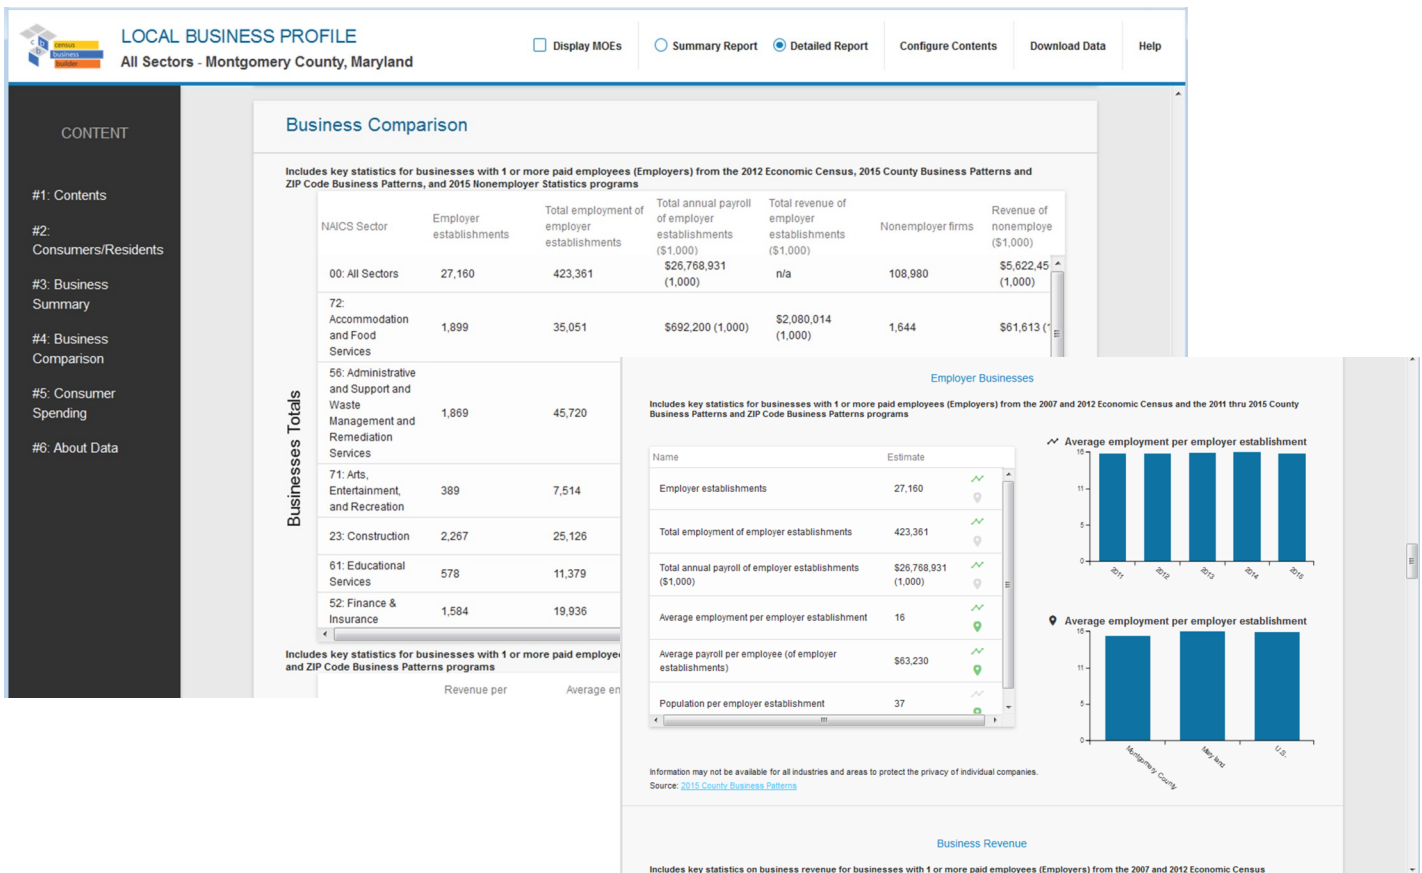 census
business
builder
LOCAL BUSINESS PROFILE
All Sectors - Montgomery County, Maryland
Display MOEs
Summary Report
Detailed Report
Configure Contents
Download Data
Help
CONTENT
#1: Contents
#2:
Consumers/Residents
#3: Business
Summary
#4: Business
Comparison
#5: Consumer
Spending
#6: About Data
Business Comparison
Includes key statistics for businesses with 1 or more paid employees (Employers) from the 2012 Economic Census, 2015 County Business Patterns and
ZIP Code Business Patterns, and 2015 Nonemployer Statistics programs
Businesses Totals
NAICS Sector
Employer
establishments
Total employment of
employer
establishments
Total annual payroll
of employer
establishments
($1,000)
Total revenue of
employer
establishments
($1,000)
Nonemployer firms
Revenue of
nonemploye
($1,000)
00: All Sectors 27,160 423,361 $26,768,931 (1,000) n/a 108,980 $5,622,45 (1,000)
72:
Accommodation
and Food
Services
1,899 35,051 $692,200 (1,000) $2,080,014 (1,000) 1,644 $61,613 (
56: Administrative
and Support and
Waste
Management and
Remediation
Services
1,869 45,720
71: Arts,
Entertainment,
and Recreation
389 7,514
23: Construction 2,267 25,126
61: Educational
Services
578 11,379
52: Finance &
Insurance
1,584 19,936
Includes key statistics for businesses with 1 or more paid employe
and ZIP Code Business Patterns programs
Revenue per Average en
Employer Businesses
Includes key statistics for businesses with 1 or more paid employees (Employers) from the 2007 and 2012 Economic Census and the 2011 thru 2015 County
Business Patterns and ZIP Code Business Patterns programs
Name Estimate
Employer establishments 27,160
Total employment of employer establishments 423,361
Total annual payroll of employer establishments
($1,000)
$26,768,931
(1,000)
Average employment per employer establishment 16
Average payroll per employee (of employer
establishments)
$63,230
Population per employer establishment 37
Information may not be available for all industries and areas to protect the privacy of individual companies.
Source: 2015 County Business Patterns
Average employment per employer establishment
16
11
5
0
2011 2012 2013 2014 2015
Average employment per employer establishment
16
11
5
0
Montgomery County Maryland U.S.
Business Revenue
Includes key statistics on business revenue for businesses with 1 or more paid employees (Employers) from the 2007 and 2012 Economic Census